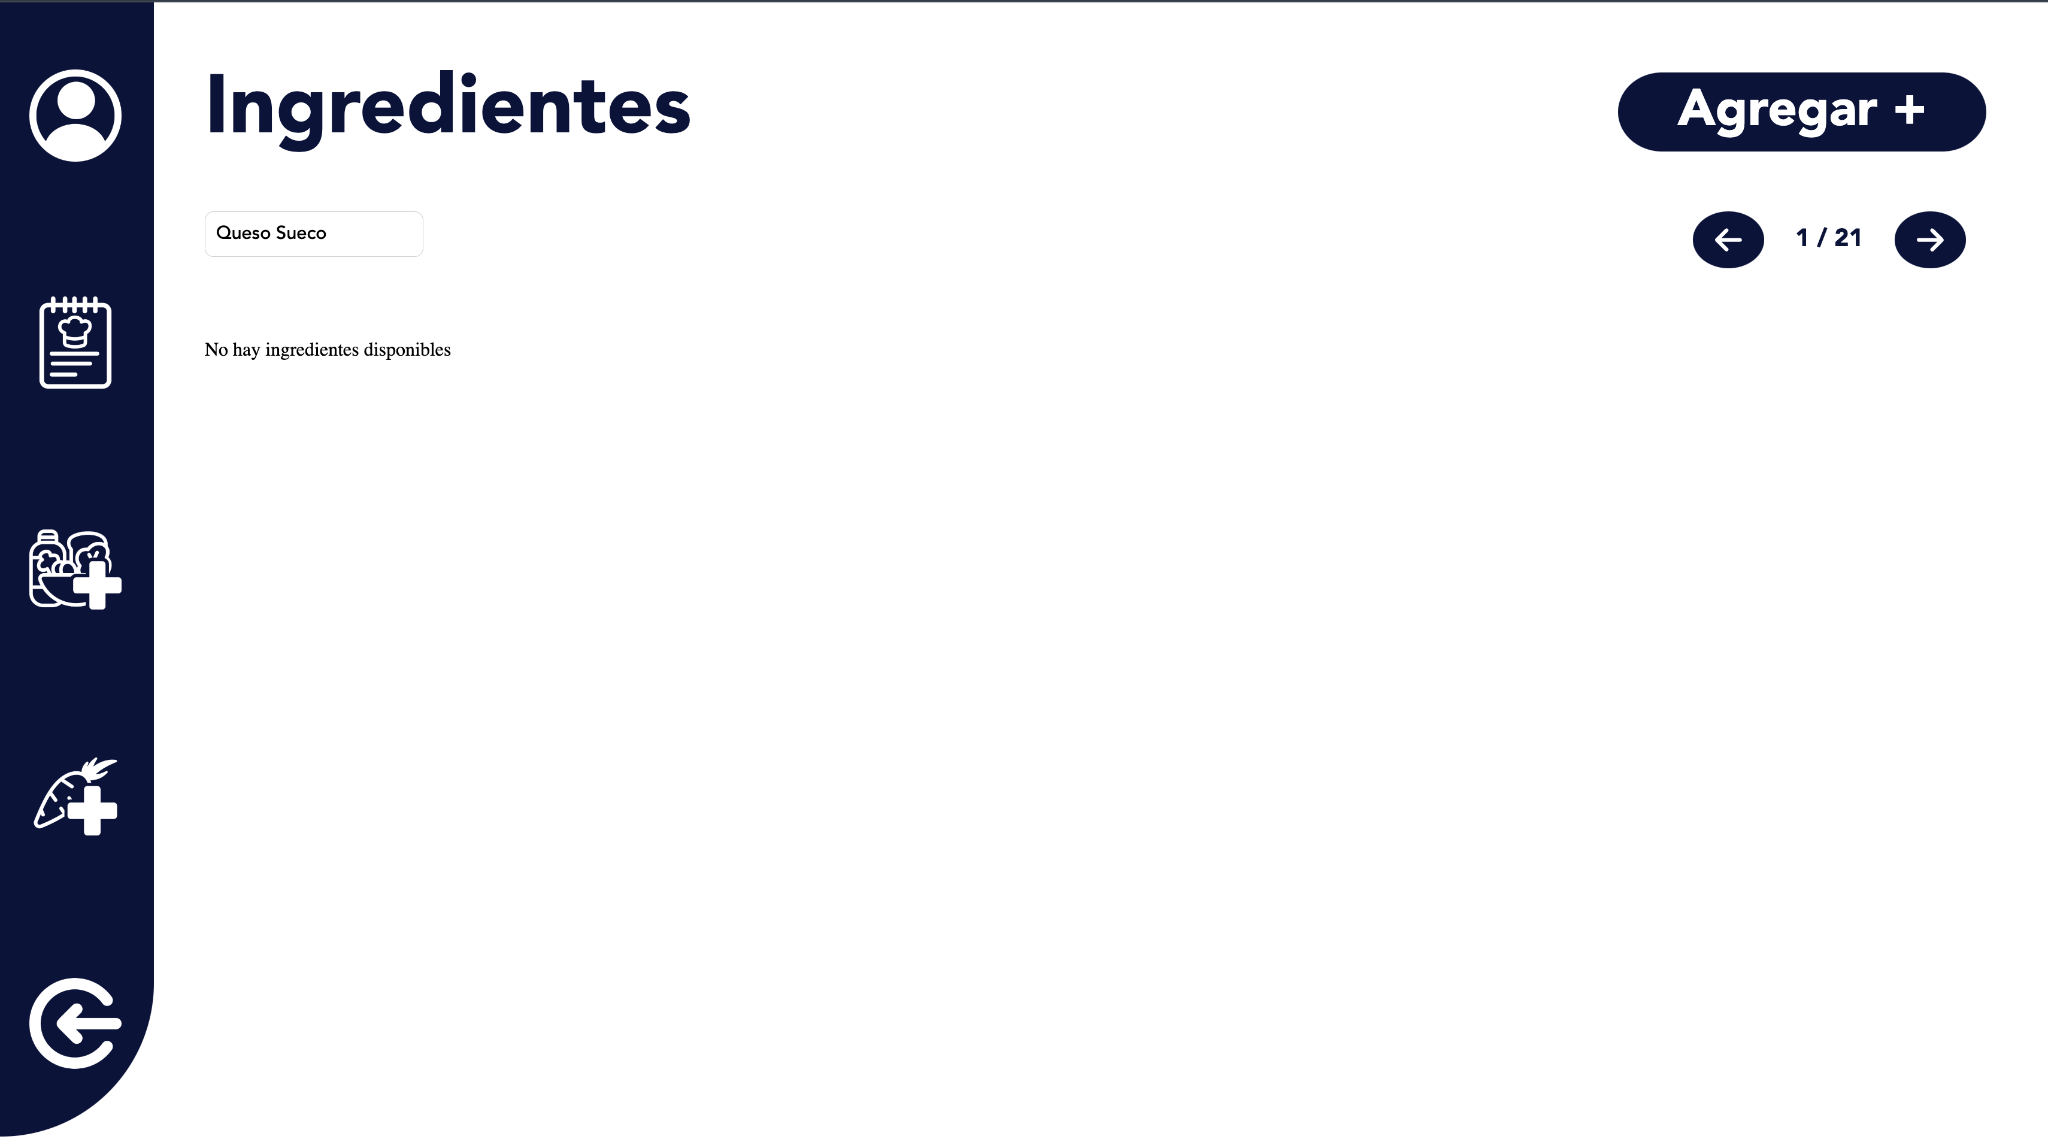 Ingredientes
Agregar +
Queso Sueco
1 / 21
No hay ingredientes disponibles